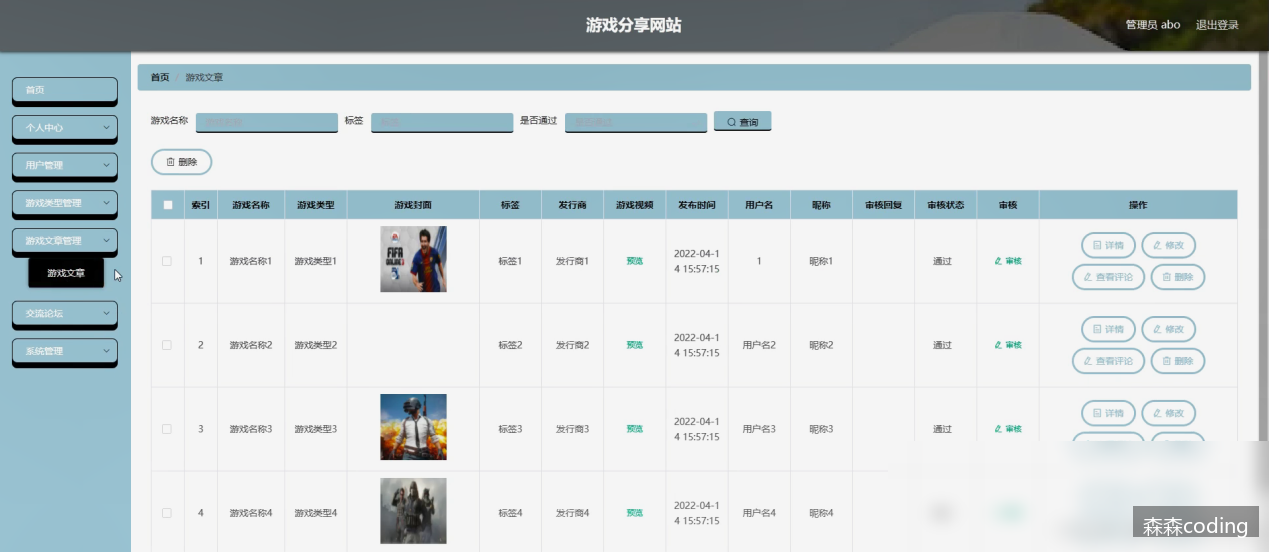 游戏分享网站
管理员 abo 退出登录
首页
个人中心
用户管理
游戏类型管理
游戏文章管理
游戏文章
交流论坛
系统管理
首页 / 游戏文章
游戏名称 标签 是否通过 查询
删除
索引 游戏名称 游戏类型 游戏封面 标签 发行商 游戏视频 发布时间 用户名 昵称 审核回复 审核状态 审核 操作
1 游戏名称1 游戏类型1 标签1 发行商1 预览 2022-04-1 1 昵称1 通过 审核 详情 修改
4 15:57:15 查看评论 删除
2 游戏名称2 游戏类型2 标签2 发行商2 预览 2022-04-1 用户名2 昵称2 通过 审核 详情 修改
4 15:57:15 查看评论 删除
3 游戏名称3 游戏类型3 标签3 发行商3 预览 2022-04-1 用户名3 昵称3 通过 审核 详情 修改
4 15:57:15
4 游戏名称4 游戏类型4 标签4 发行商4 预览 2022-04-1 用户名4 昵称4
4 15:57:15
森森coding